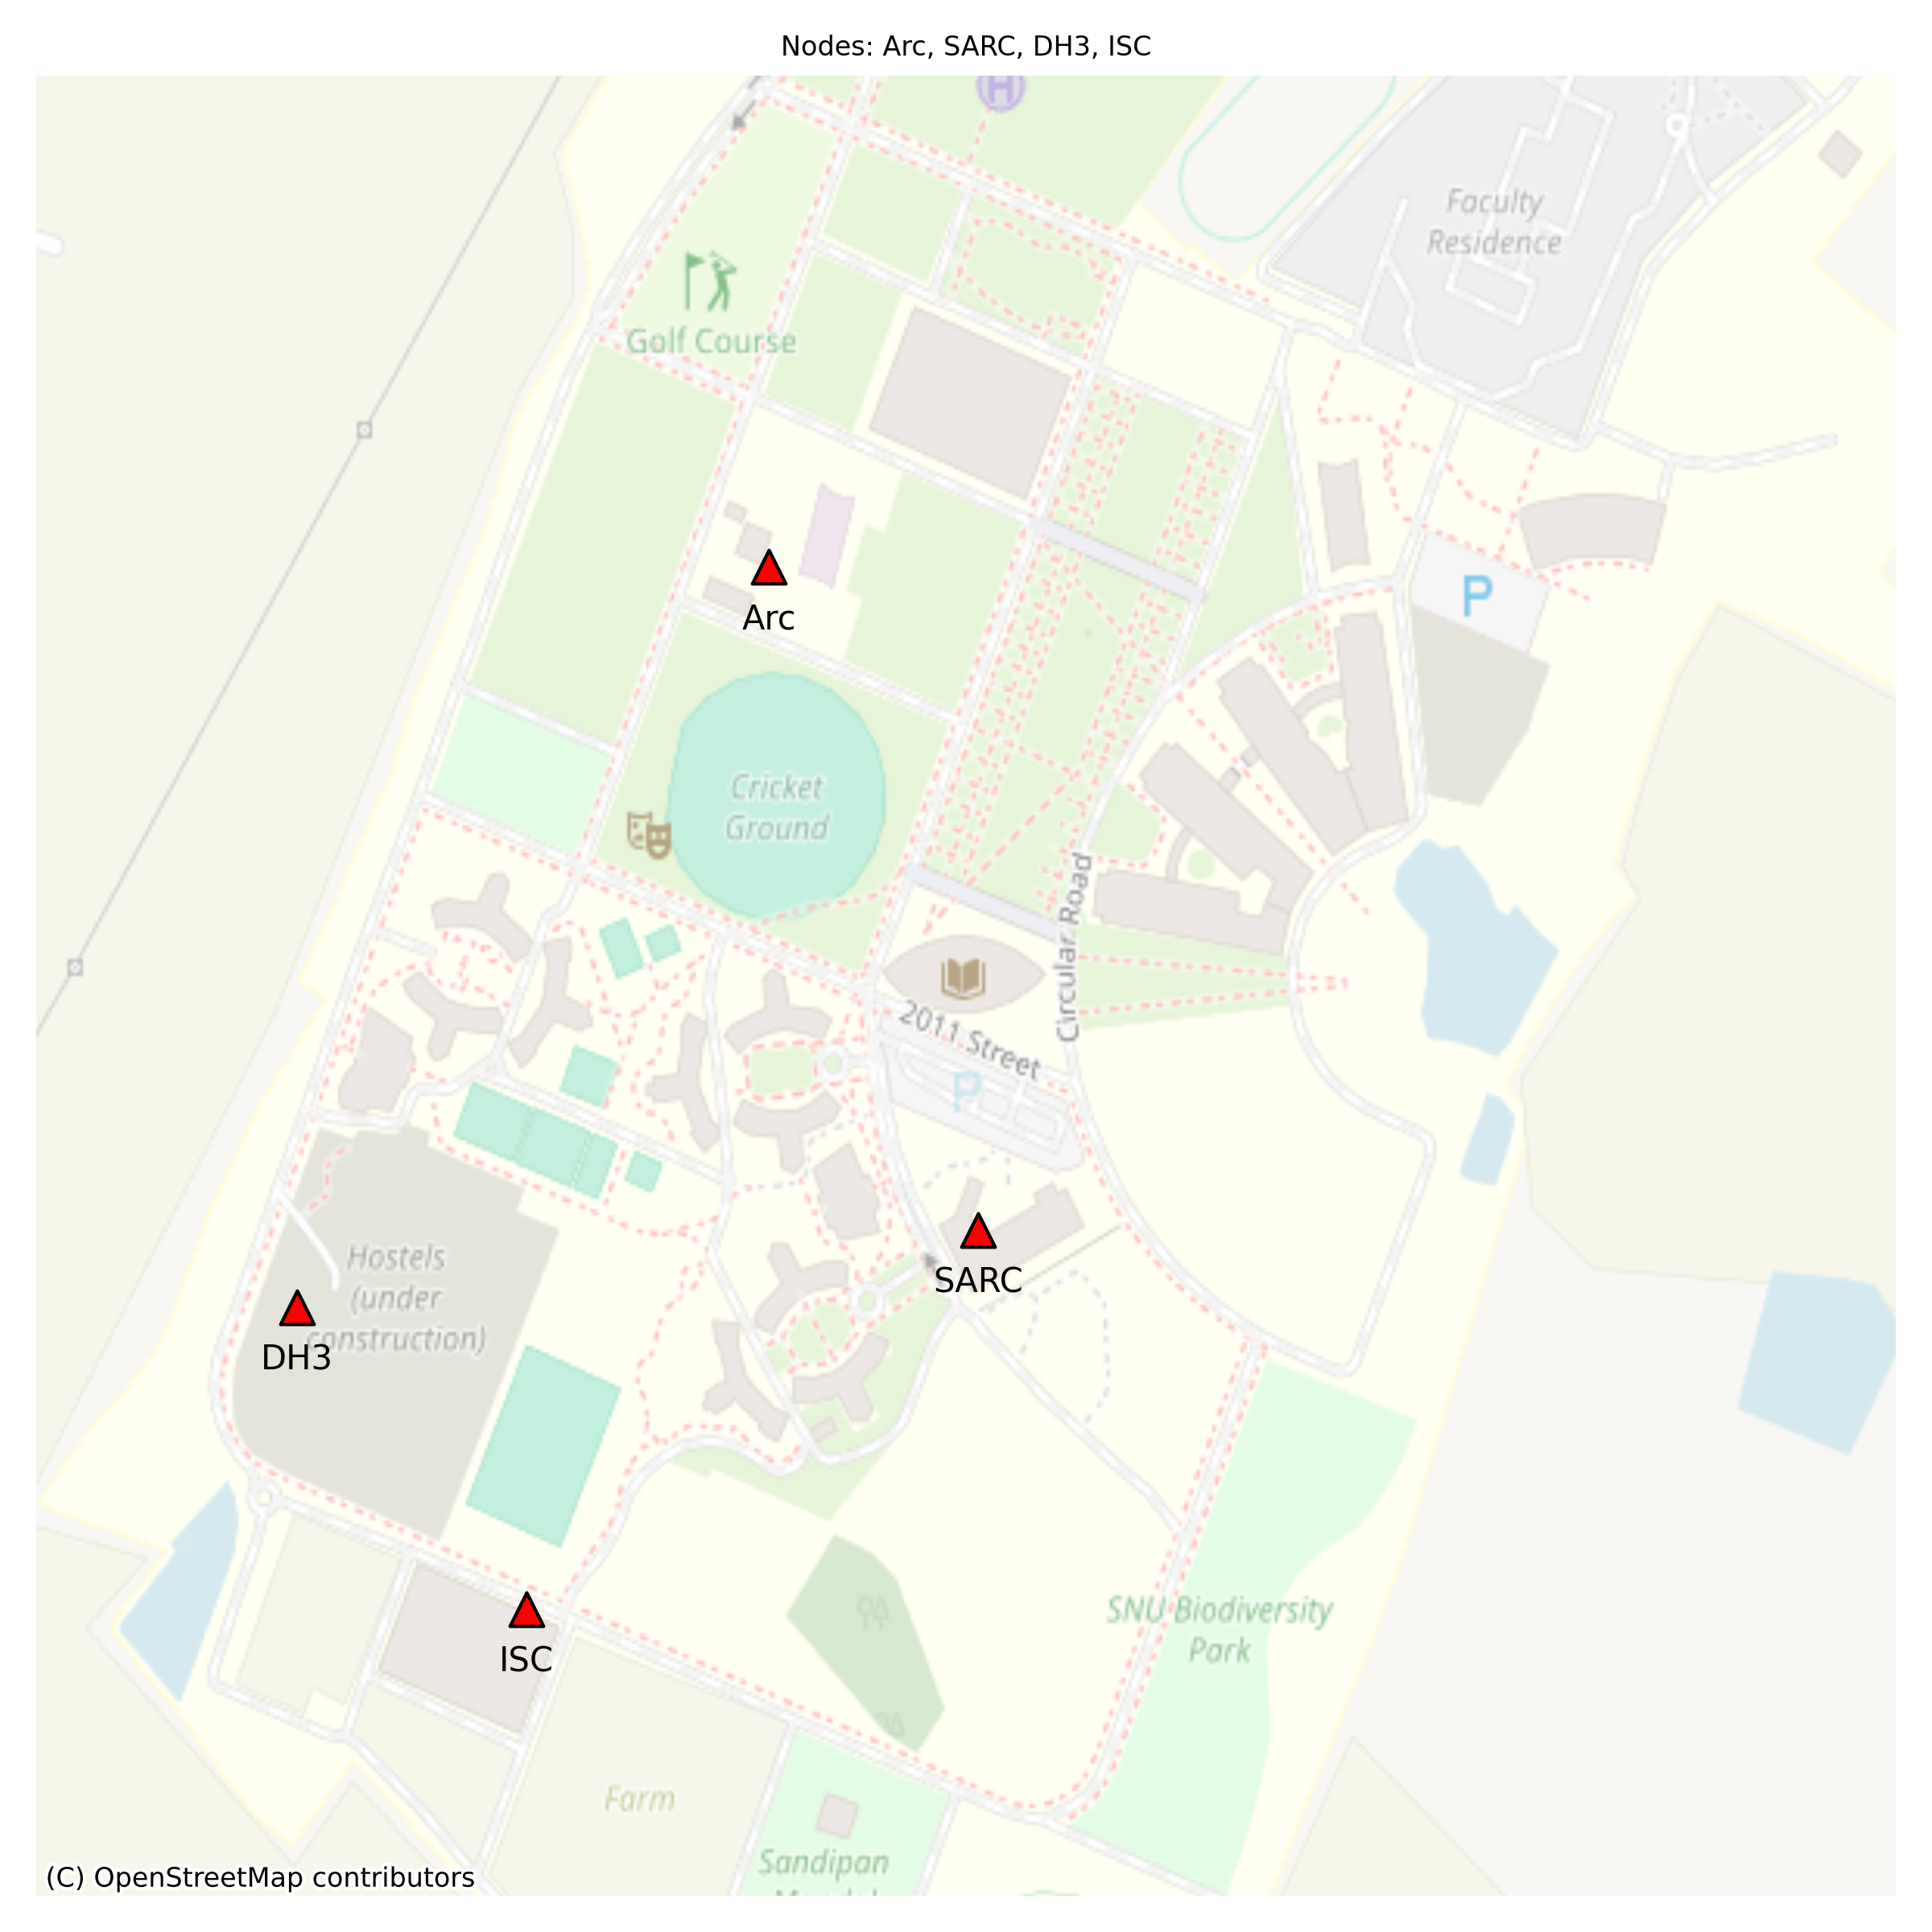 Nodes: Arc, SARC, DH3, ISC
H
Faculty
Residence
Golf Course
Arc
P
Cricket
Ground
Circular Road
2011 Street
P
Hostels
(under
construction)
SARC
DH3
ISC
SNU Biodiversity
Park
Farm
Sandipan
(C) OpenStreetMap contributors